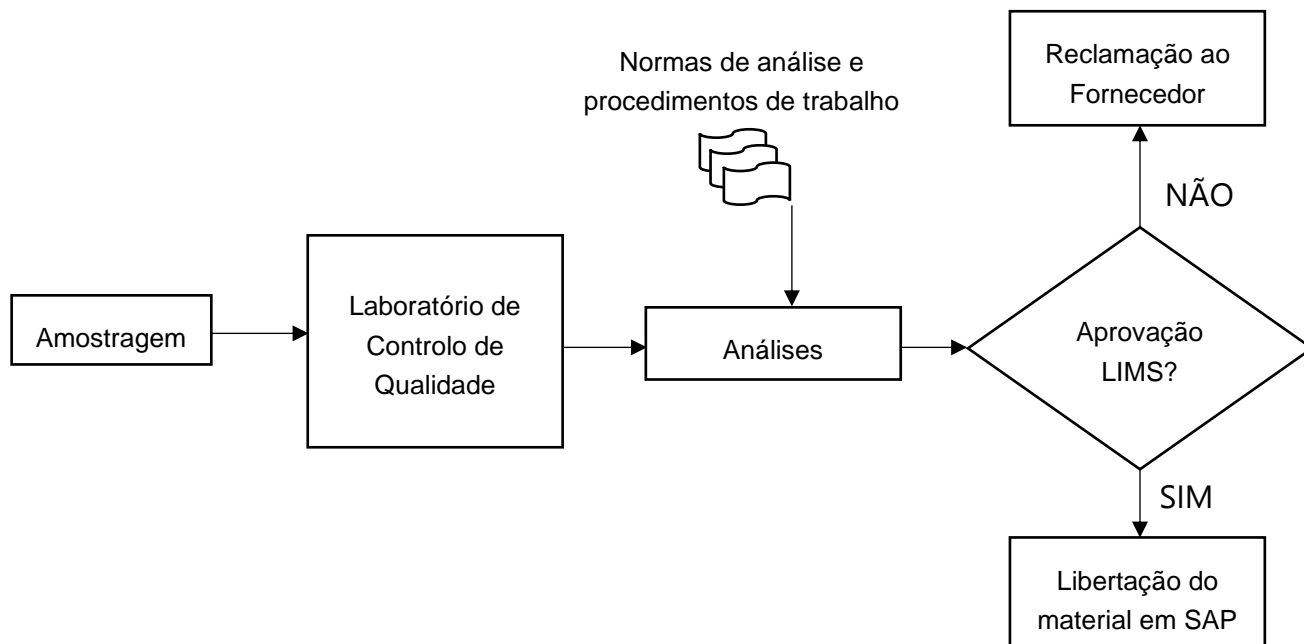 Normas de análise e
procedimentos de trabalho
Reclamação ao
Fornecedor
NÃO
Amostragem
Laboratório de
Controlo de
Qualidade
Análises
Aprovação
LIMS?
SIM
Libertação do
material em SAP